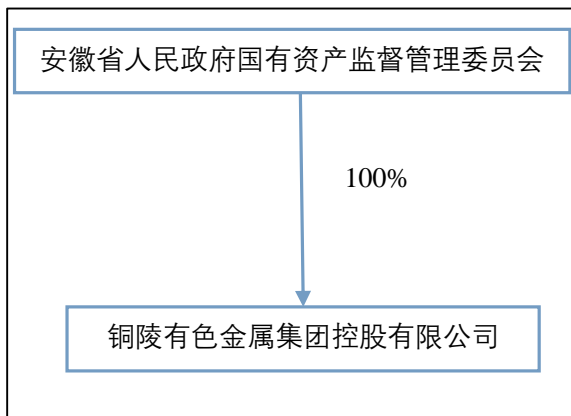 安徽省人民政府国有资产监督管理委员会
100%
铜陵有色金属集团控股有限公司